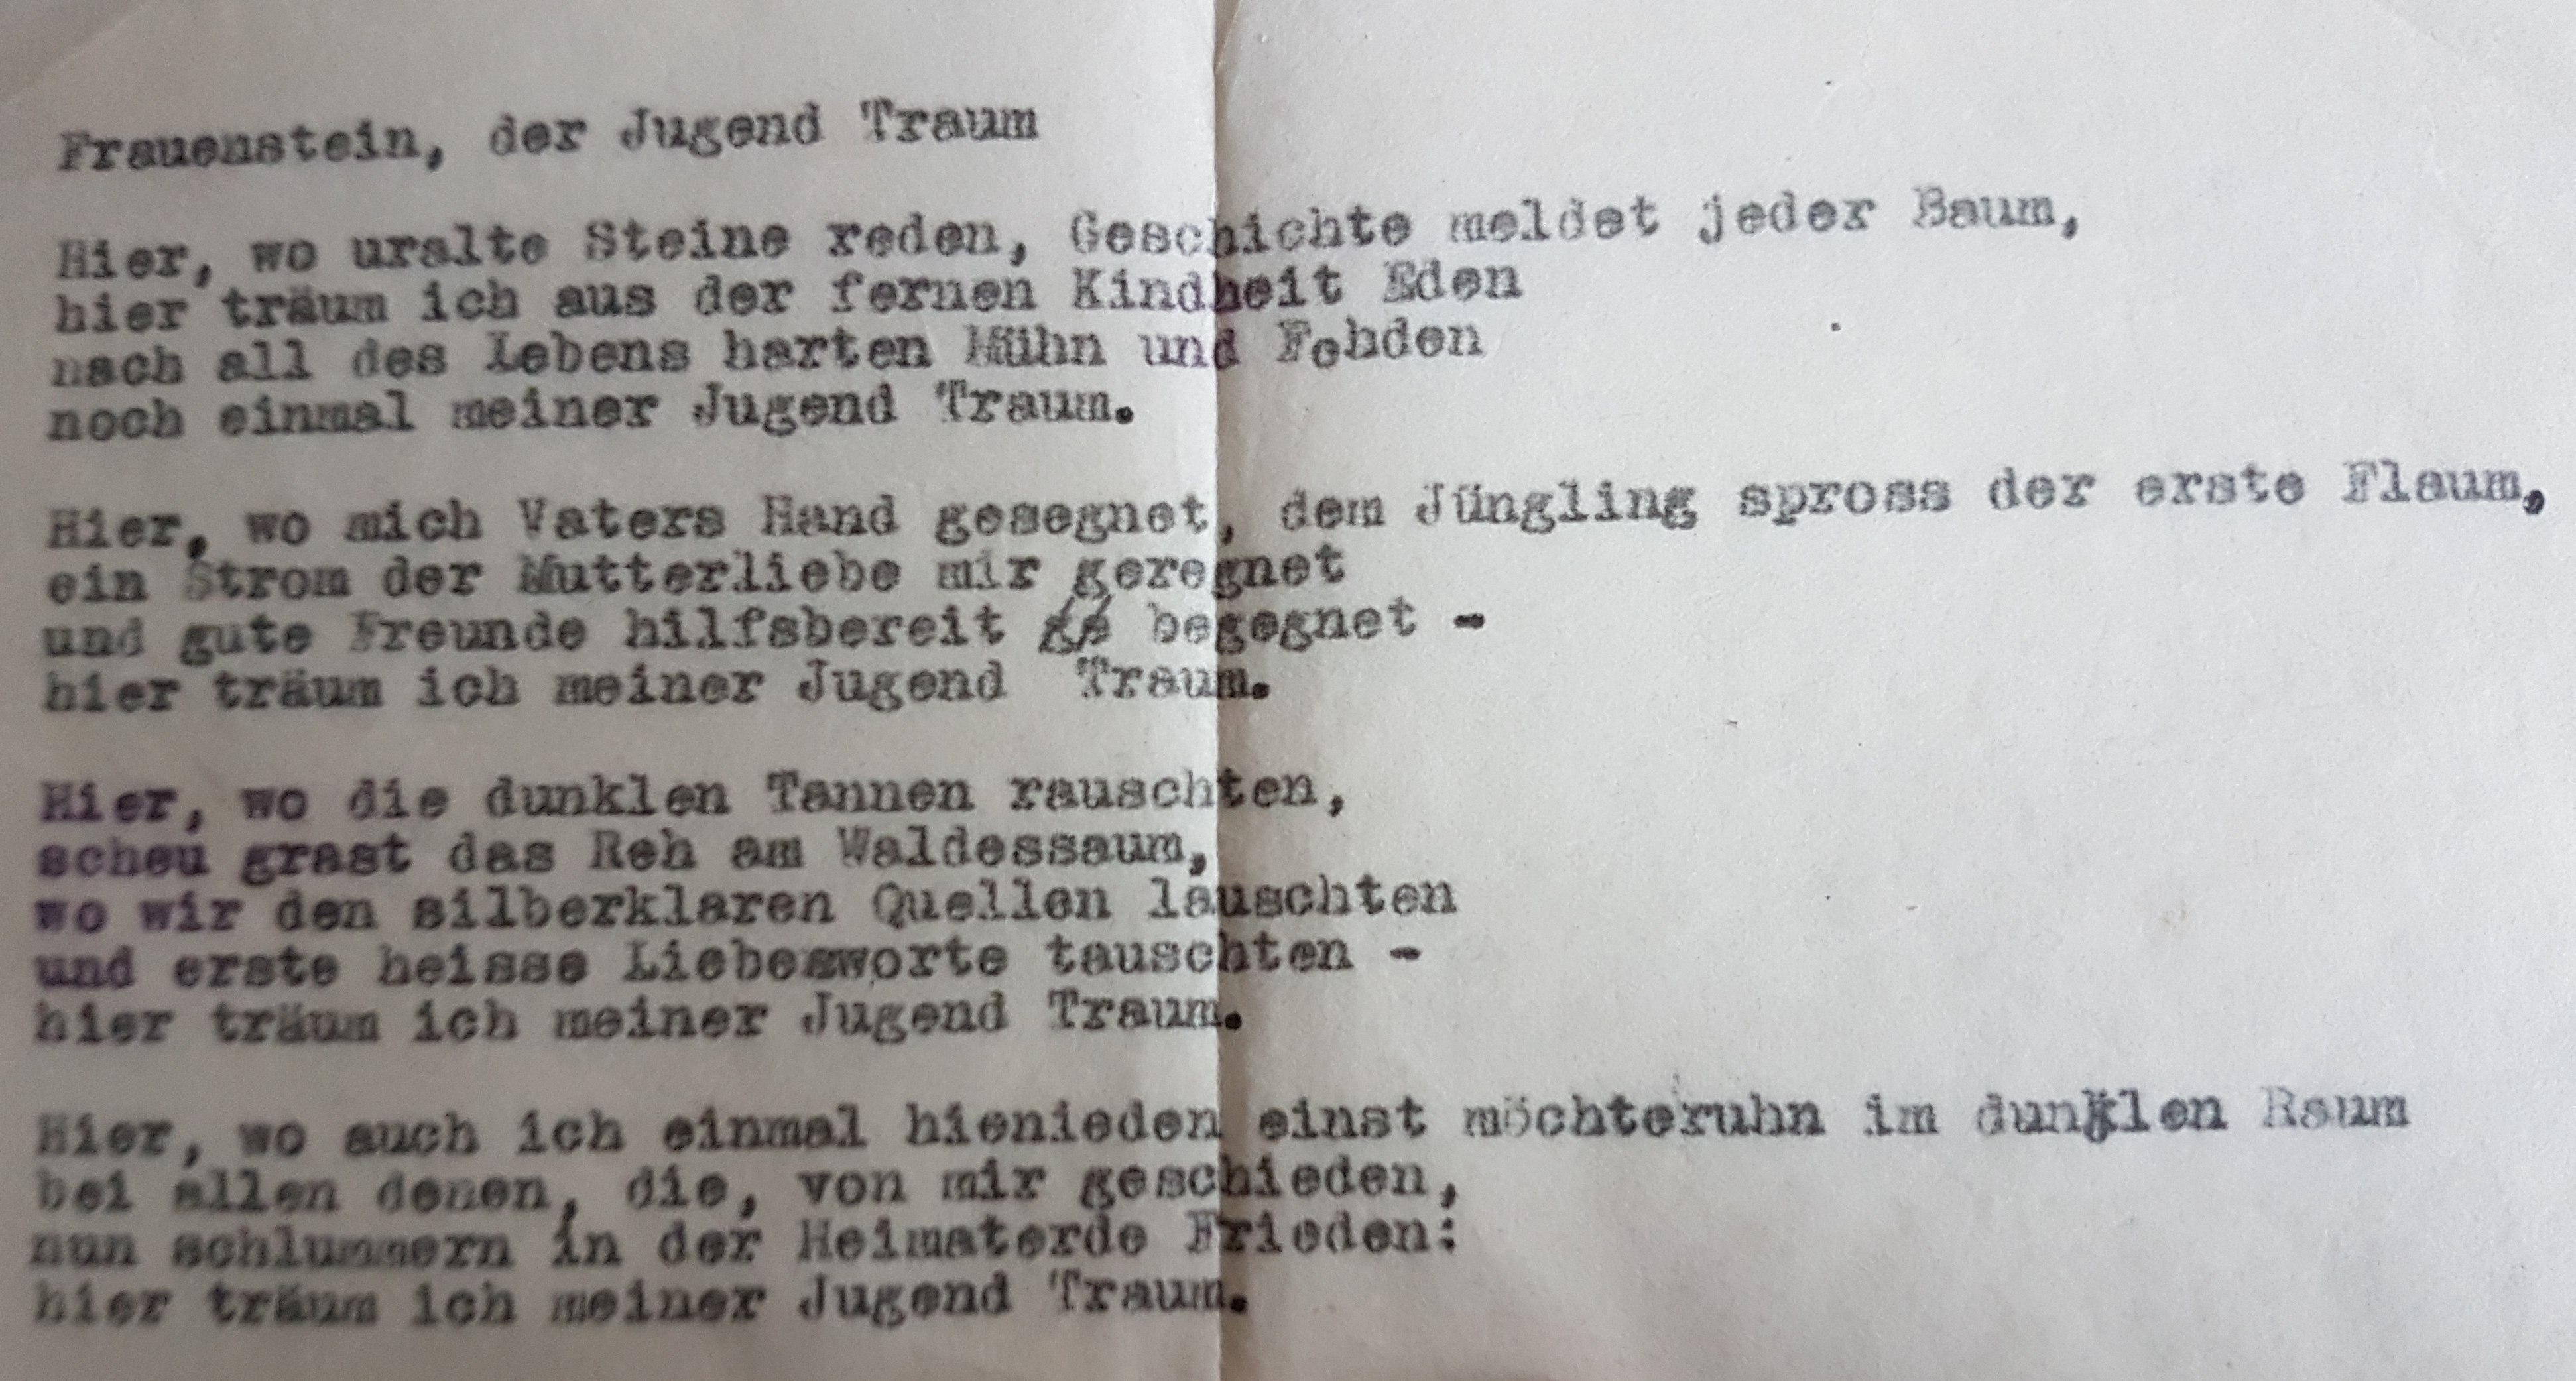 Frauenstein, der Jugend Traum
Hier, wo uralte Steine reden, Geschichte meldet jeder Baum,
hier träum ich aus der fernen Kindheit Eden
nach all des Lebens harten Mühn und Fehden
noch einmal meiner Jugend Traum.
Hier, wo mich Vaters Hand gesegnet, dem Jüngling spross der erste Flaum,
ein Strom der Mutterliebe mir geregnet
und gute Freunde hilfsbereit begegnet -
hier träum ich meiner Jugend Traum.
Hier, wo die dunklen Tannen rauschten,
scheu grast das Reh am Waldessaum,
wo wir den silberklaren Quellen lauschten
und erste heisse Liebesworte tauschten -
hier träum ich meiner Jugend Traum.
Hier, wo auch ich einmal hienieden einst möchteruhn im dunklen Raum
bei allen denen, die, von mir geschieden,
nun schlummern in der Heimaterde Frieden:
hier träum ich meiner Jugend Traum.